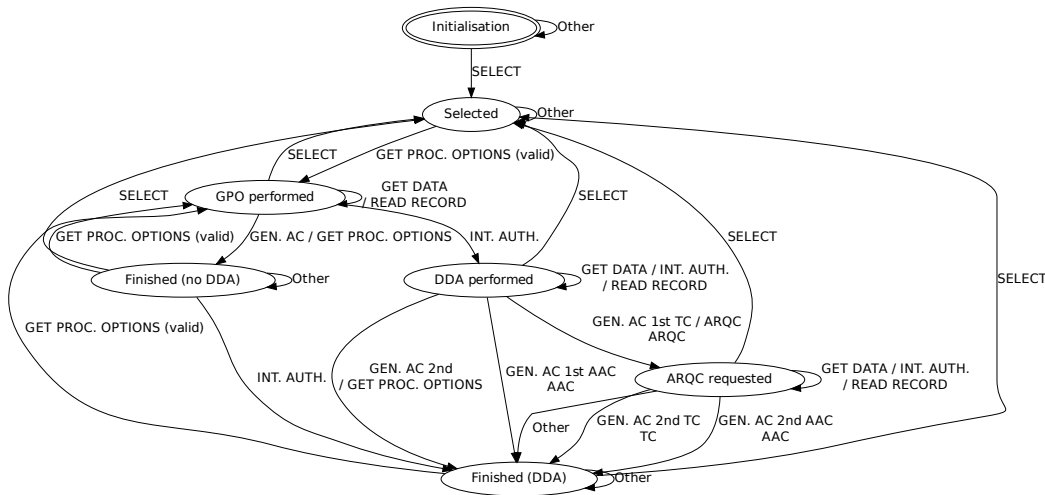 Initialisation
Other
SELECT
Selected
Other
SELECT
GET PROC. OPTIONS (valid)
GPO performed
GET DATA
/ READ RECORD
SELECT
SELECT
GET PROC. OPTIONS (valid)
GEN. AC / GET PROC. OPTIONS
INT. AUTH.
SELECT
Finished (no DDA)
Other
DDA performed
GET DATA / INT. AUTH.
/ READ RECORD
SELECT
GET PROC. OPTIONS (valid)
GEN. AC 1st TC / ARQC
ARQC
INT. AUTH.
GEN. AC 2nd
/ GET PROC. OPTIONS
GEN. AC 1st AAC
AAC
ARQC requested
GET DATA / INT. AUTH.
/ READ RECORD
Other
GEN. AC 2nd TC
TC
GEN. AC 2nd AAC
AAC
Finished (DDA)
Other